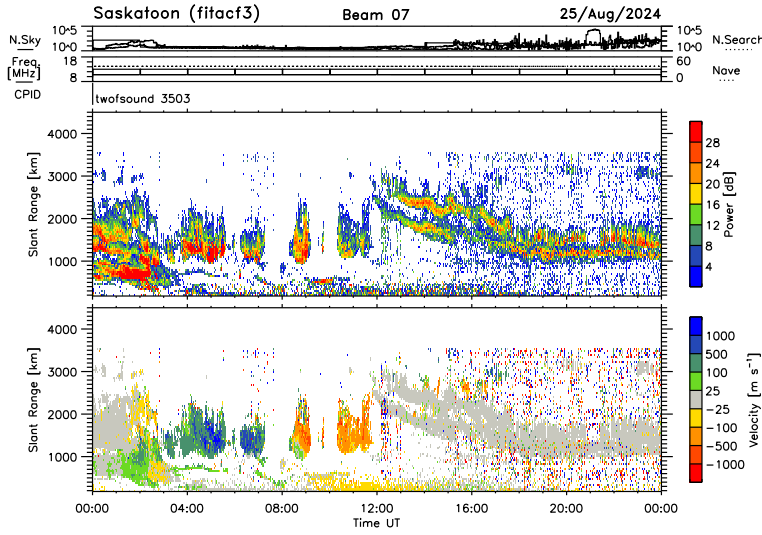 Saskatoon (fitacf3) Beam 07 25/Aug/2024
N.Sky 10^5 10^0 10^5 10^0 N.Search
Freq. [MHz] 18 8 60 0 Nave
CPID twofsound 3503
Slant Range [km] 4000 3000 2000 1000
28 24 20 16 12 8 4 Power [dB]
Slant Range [km] 4000 3000 2000 1000
1000 500 100 25 −25 −100 −500 −1000 Velocity [m s⁻¹]
00:00 04:00 08:00 12:00 16:00 20:00 00:00
Time UT